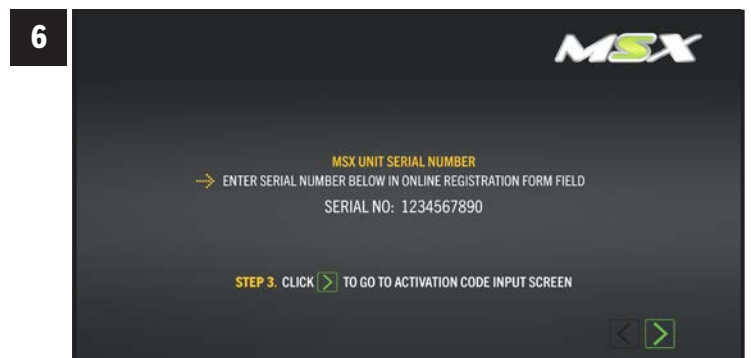 6
MSX
MSX UNIT SERIAL NUMBER
ENTER SERIAL NUMBER BELOW IN ONLINE REGISTRATION FORM FIELD
SERIAL NO: 1234567890
STEP 3. CLICK > TO GO TO ACTIVATION CODE INPUT SCREEN
< >